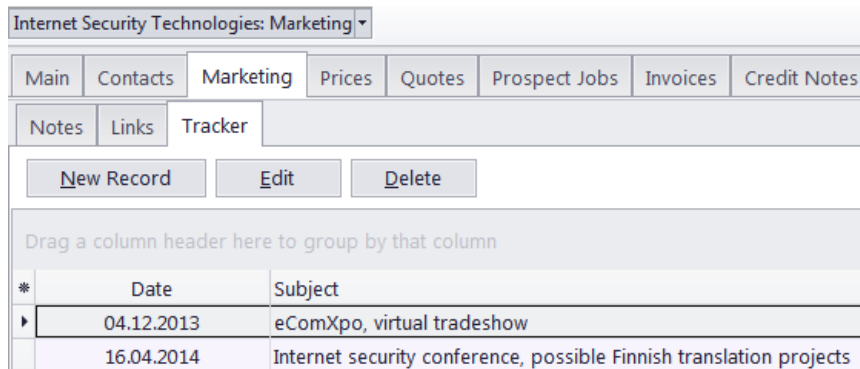 Internet Security Technologies: Marketing
Main Contacts Marketing Prices Quotes Prospect Jobs Invoices Credit Notes
Notes Links Tracker
New Record Edit Delete
Drag a column header here to group by that column
Date Subject
04.12.2013 eComXpo, virtual tradeshow
16.04.2014 Internet security conference, possible Finnish translation projects